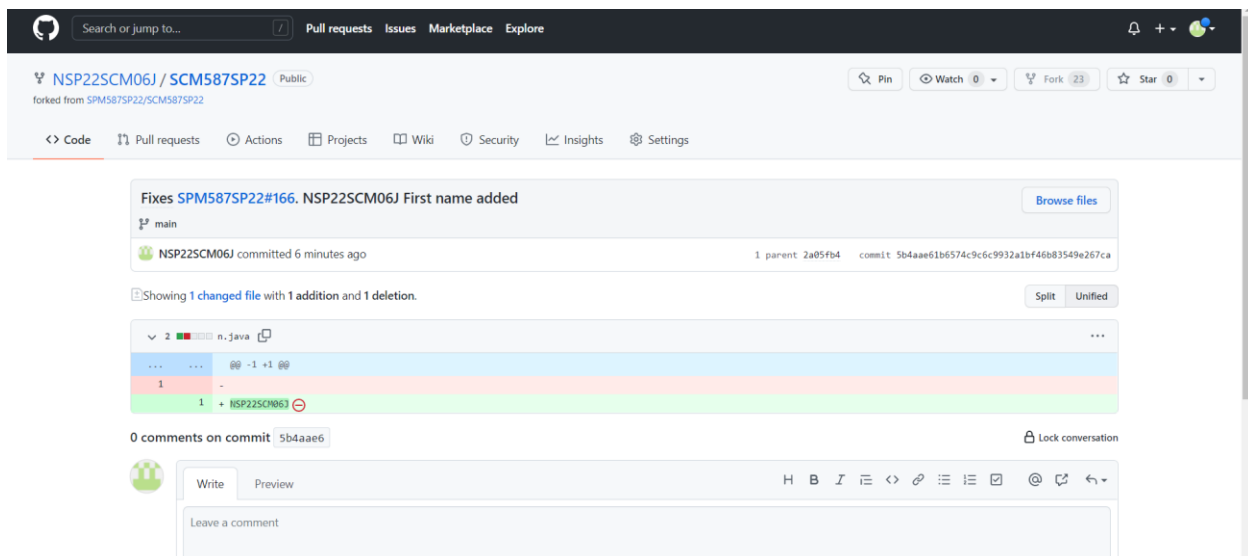 Search or jump to... / Pull requests Issues Marketplace Explore
NSP22SCM06J / SCM587SP22 Public Pin Watch 0 Fork 23 Star 0
forked from SPM587SP22/SCM587SP22
<> Code Pull requests Actions Projects Wiki Security Insights Settings
Fixes SPM587SP22#166. NSP22SCM06J First name added Browse files
main
NSP22SCM06J committed 6 minutes ago 1 parent 2a05fb4 commit 5b4aae61b6574c9c6c9932a1bf46b83549e267ca
Showing 1 changed file with 1 addition and 1 deletion. Split Unified
2 n.java ...
... ... @@ -1 +1 @@
1 -
1 + NSP22SCM06J
0 comments on commit 5b4aae6 Lock conversation
Write Preview H B I <> @
Leave a comment